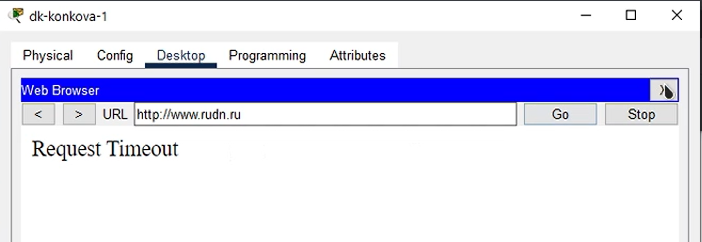 dk-konkova-1
Physical Config Desktop Programming Attributes
Web Browser
< > URL http://www.rudn.ru Go Stop
Request Timeout